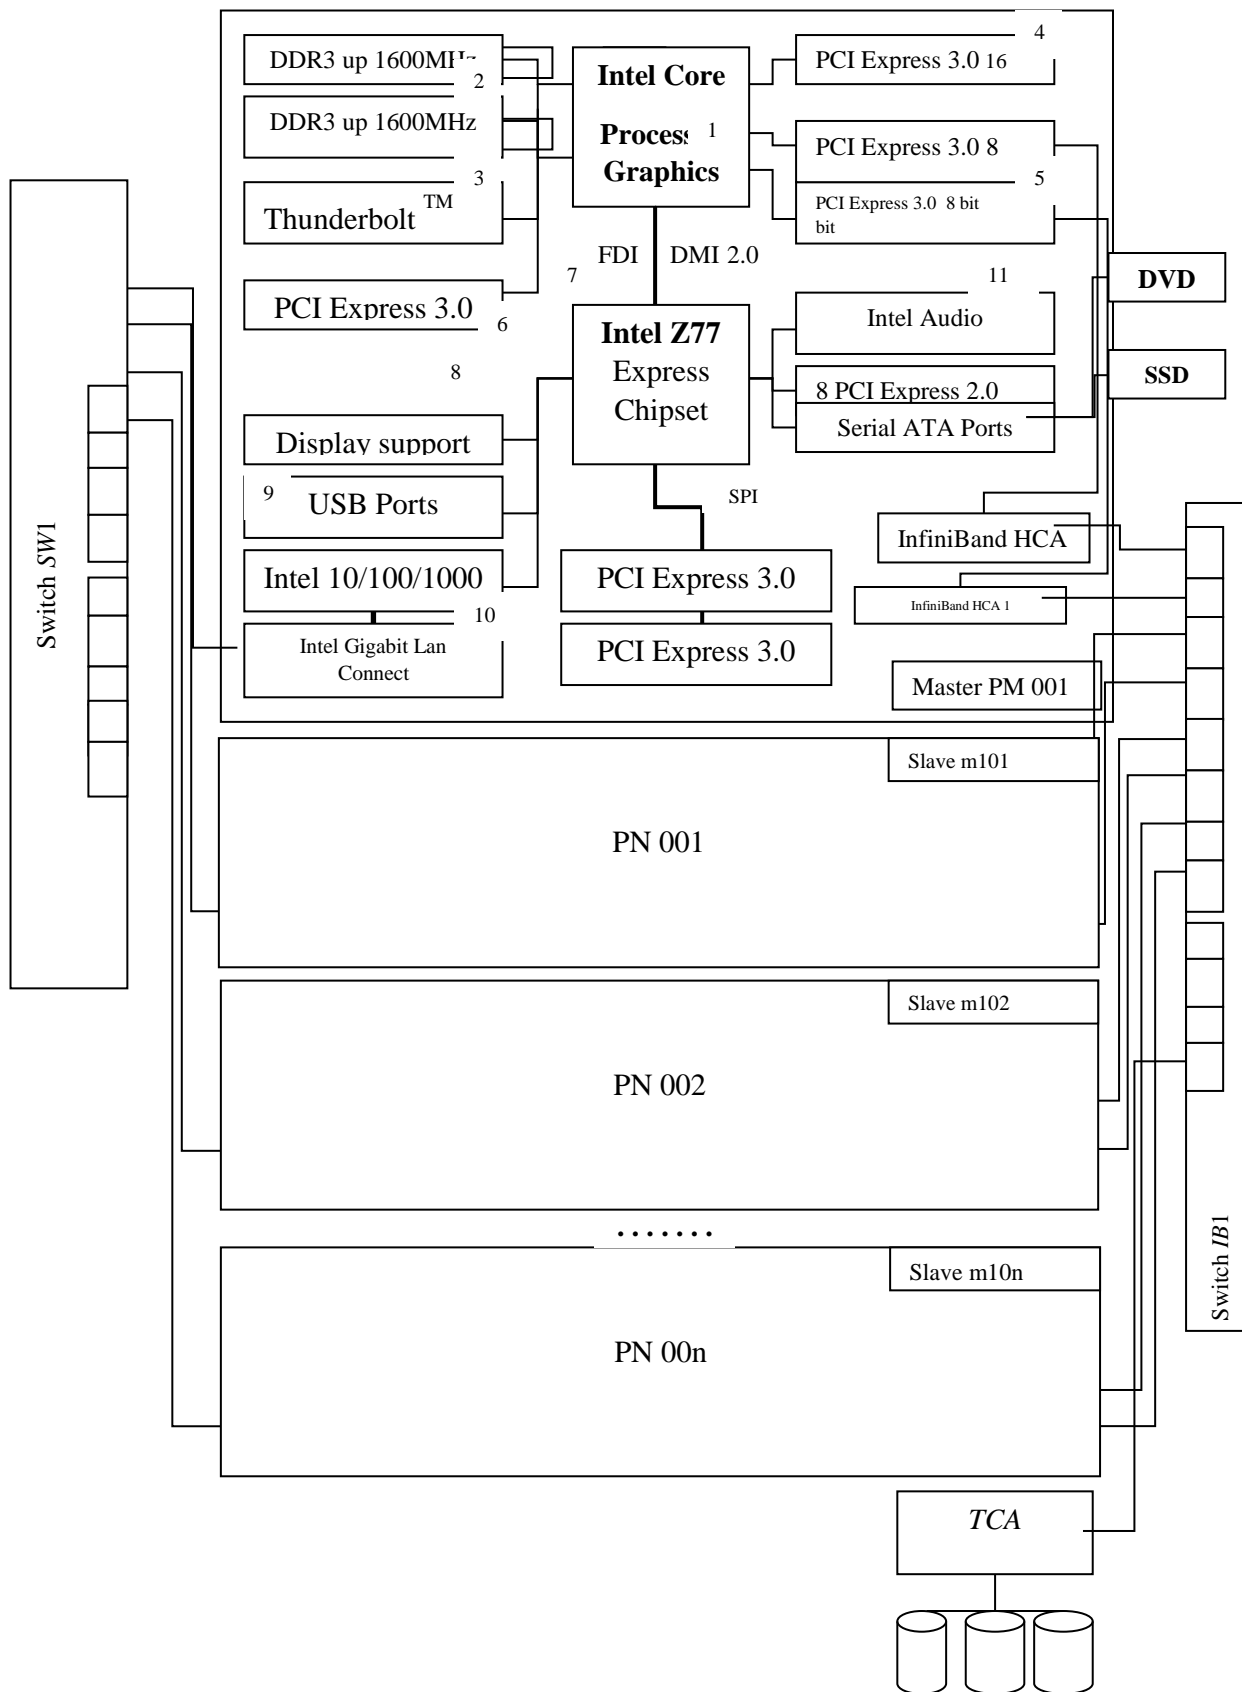 4
DDR3 up 1600MHz
2
DDR3 up 1600MHz
3
Thunderbolt TM
PCI Express 3.0
6
8
Display support
9
USB Ports
Intel 10/100/1000
10
Intel Gigabit Lan
Connect
Intel Core
1
Graphics
FDI
DMI 2.0
7
Intel Z77
Express
Chipset
SPI
PCI Express 3.0
PCI Express 3.0
PCI Express 3.0 16
PCI Express 3.0 8
5
PCI Express 3.0 8 bit
bit
11
Intel Audio
8 PCI Express 2.0
Serial ATA Ports
DVD
SSD
InfiniBand HCA
InfiniBand HCA 1
Master PM 001
Switch SW1
Slave m101
PN 001
Slave m102
PN 002
.......
Slave m10n
PN 00n
Switch IB1
TCA